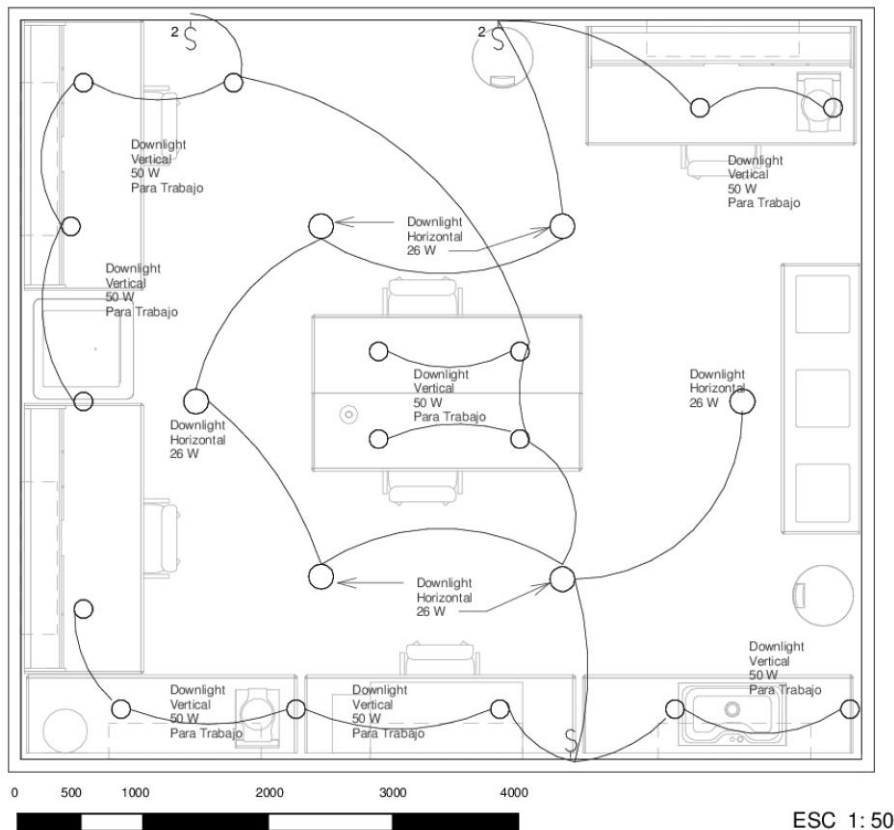 2 S
2 S
Downlight
Vertical
50 W
Para Trabajo
Downlight
Vertical
50 W
Para Trabajo
Downlight
Horizontal
26 W
Downlight
Vertical
50 W
Para Trabajo
Downlight
Vertical
50 W
Para Trabajo
Downlight
Horizontal
26 W
Downlight
Horizontal
26 W
Downlight
Horizontal
26 W
Downlight
Vertical
50 W
Para Trabajo
Downlight
Vertical
50 W
Para Trabajo
Downlight
Vertical
50 W
Para Trabajo
S
0 500 1000 2000 3000 4000
ESC 1:50